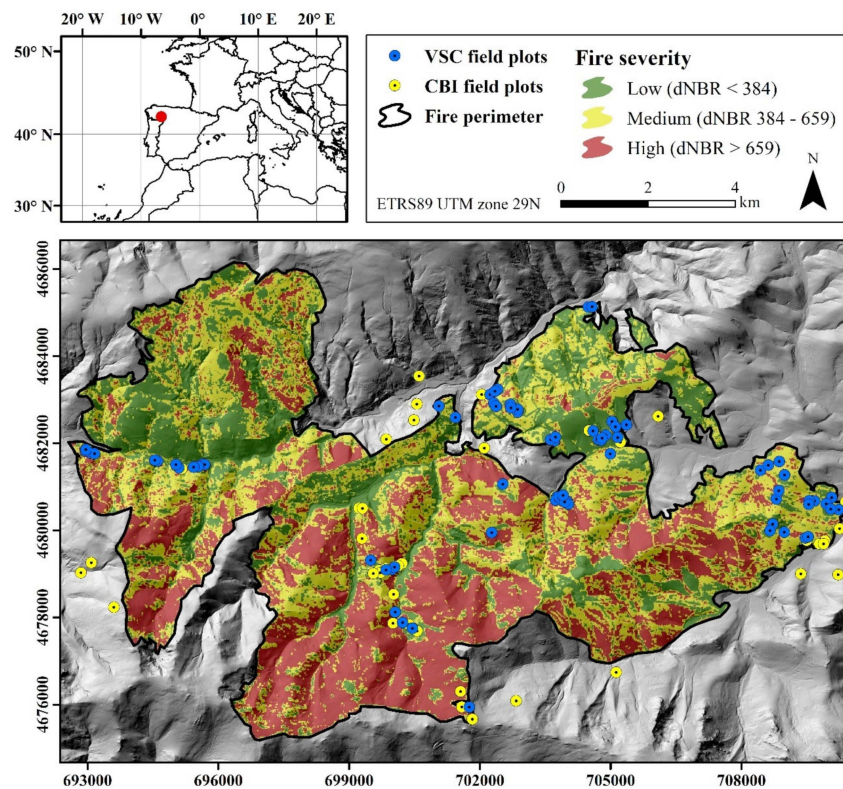 20° W 10° W 0° E 10° E 20° E
50° N
40° N
30° N
VSC field plots
CBI field plots
Fire perimeter
Fire severity
Low (dNBR < 384)
Medium (dNBR 384 - 659)
High (dNBR > 659)
N
ETRS89 UTM zone 29N
0 2 4
km
4686000
4684000
4682000
4680000
4678000
4676000
693000 696000 699000 702000 705000 708000